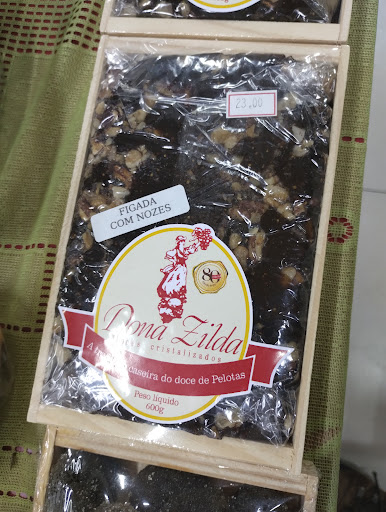 23,00
FIGADA
COM NOZES
Dona Zilda
cristalizados
A caseira do doce de Pelotas
Peso líquido
600g